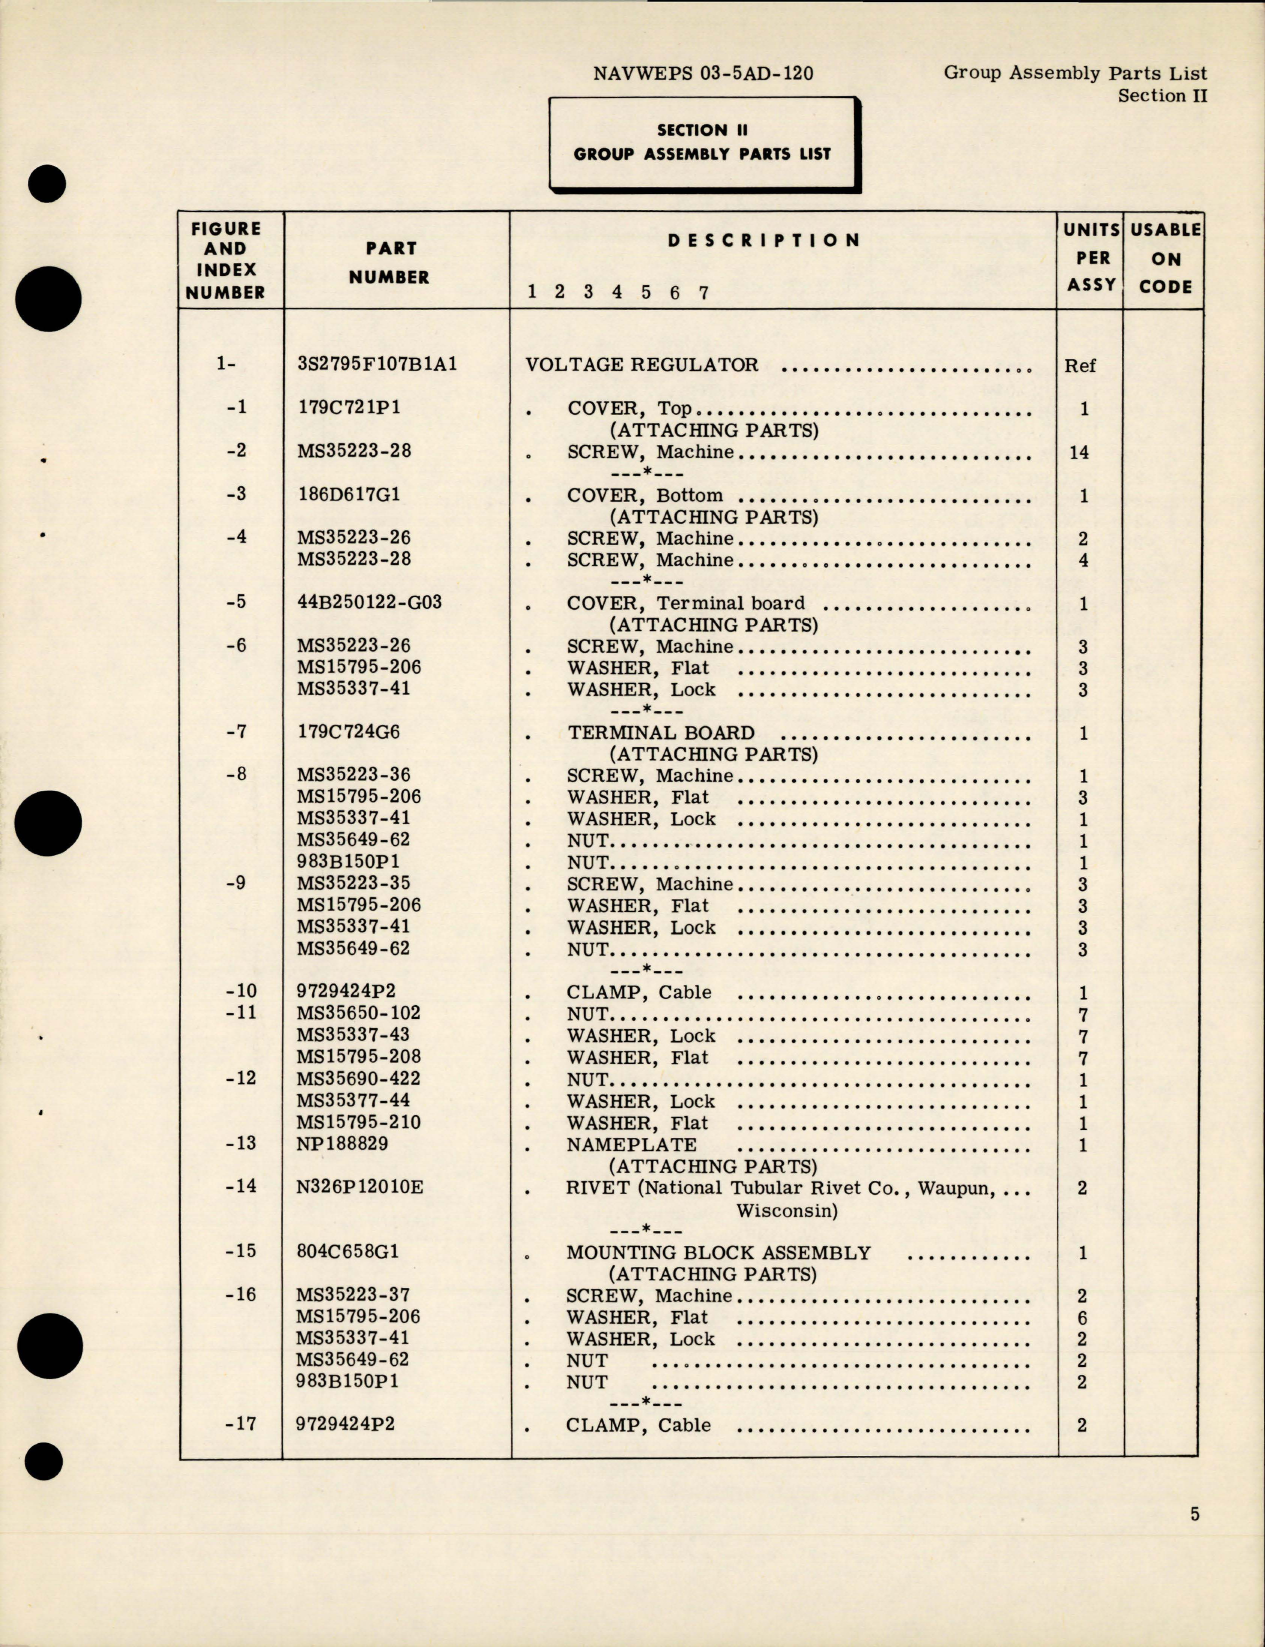 NAVWEPS 03-5AD-120 Group Assembly Parts List
Section II
SECTION II
GROUP ASSEMBLY PARTS LIST
FIGURE AND INDEX NUMBER PART NUMBER DESCRIPTION 1 2 3 4 5 6 7 UNITS PER ASSY USABLE ON CODE
1- 3S2795F107B1A1 VOLTAGE REGULATOR ........................ Ref
-1 179C721P1 . COVER, Top................................ 1
(ATTACHING PARTS)
-2 MS35223-28 . SCREW, Machine............................ 14
---*---
-3 186D617G1 . COVER, Bottom ............................ 1
(ATTACHING PARTS)
-4 MS35223-26 . SCREW, Machine............................ 2
MS35223-28 . SCREW, Machine............................ 4
---*---
-5 44B250122-G03 . COVER, Terminal board .................... 1
(ATTACHING PARTS)
-6 MS35223-26 . SCREW, Machine............................ 3
MS15795-206 . WASHER, Flat ............................ 3
MS35337-41 . WASHER, Lock ............................ 3
---*---
-7 179C724G6 . TERMINAL BOARD ........................ 1
(ATTACHING PARTS)
-8 MS35223-36 . SCREW, Machine............................ 1
MS15795-206 . WASHER, Flat ............................ 3
MS35337-41 . WASHER, Lock ............................ 1
MS35649-62 . NUT........................................ 1
983B150P1 . NUT........................................ 1
-9 MS35223-35 . SCREW, Machine............................ 3
MS15795-206 . WASHER, Flat ............................ 3
MS35337-41 . WASHER, Lock ............................ 3
MS35649-62 . NUT........................................ 3
---*---
-10 9729424P2 . CLAMP, Cable ............................ 1
-11 MS35650-102 . NUT........................................ 7
MS35337-43 . WASHER, Lock ............................ 7
MS15795-208 . WASHER, Flat ............................ 7
-12 MS35690-422 . NUT........................................ 1
MS35377-44 . WASHER, Lock ............................ 1
MS15795-210 . WASHER, Flat ............................ 1
-13 NP188829 . NAMEPLATE ............................ 1
(ATTACHING PARTS)
-14 N326P12010E . RIVET (National Tubular Rivet Co., Waupun, ... 2
Wisconsin)
---*---
-15 804C658G1 . MOUNTING BLOCK ASSEMBLY ............ 1
(ATTACHING PARTS)
-16 MS35223-37 . SCREW, Machine............................ 2
MS15795-206 . WASHER, Flat ............................ 6
MS35337-41 . WASHER, Lock ............................ 2
MS35649-62 . NUT .................................... 2
983B150P1 . NUT .................................... 2
---*---
-17 9729424P2 . CLAMP, Cable ............................ 2
5